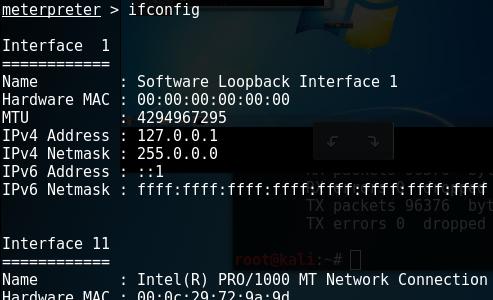 meterpreter > ifconfig
Interface 1
============
Name : Software Loopback Interface 1
Hardware MAC : 00:00:00:00:00:00
MTU : 4294967295
IPv4 Address : 127.0.0.1
IPv4 Netmask : 255.0.0.0
IPv6 Address : ::1
IPv6 Netmask : ffff:ffff:ffff:ffff:ffff:ffff:ffff:ffff
TX packets 96376 byt
TX errors 0 dropped
Interface 11
============
root@kali:~#
Name : Intel(R) PRO/1000 MT Network Connection
Hardware MAC : 00:0c:29:72:9a:9d